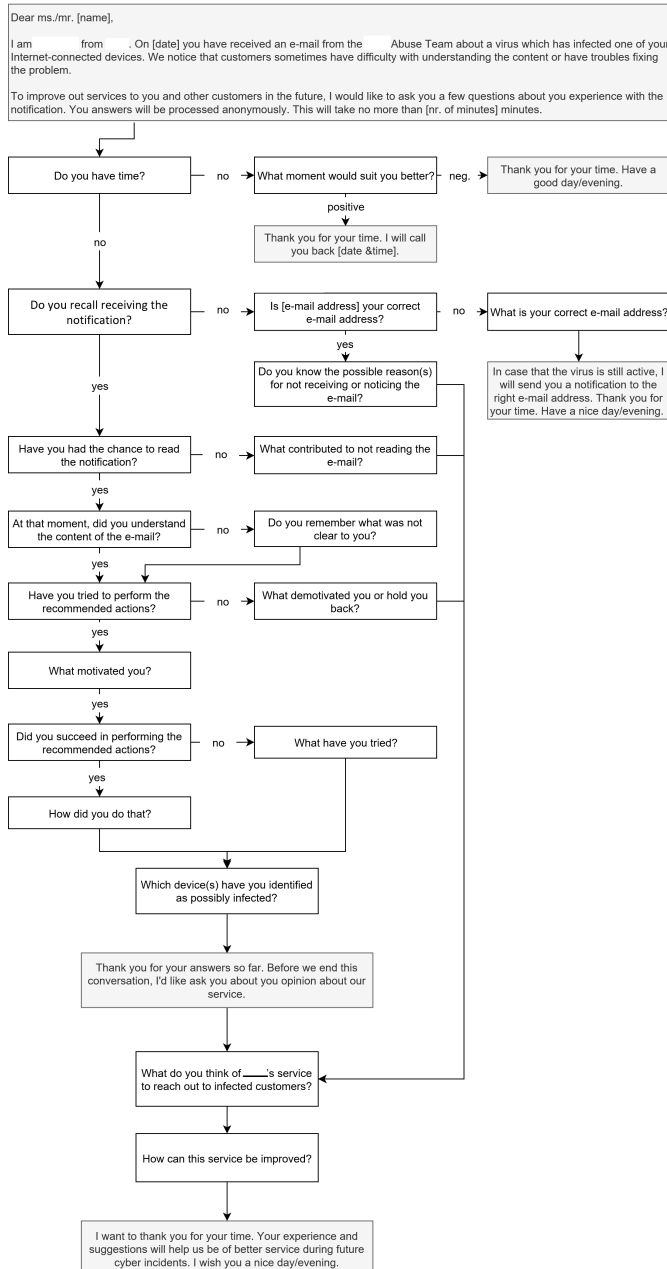 Dear ms./mr. [name],
I am from . On [date] you have received an e-mail from the Abuse Team about a virus which has infected one of your
Internet-connected devices. We notice that customers sometimes have difficulty with understanding the content or have troubles fixing
the problem.
To improve out services to you and other customers in the future, I would like to ask you a few questions about you experience with the
notification. You answers will be processed anonymously. This will take no more than [nr. of minutes] minutes.
Do you have time?
no
What moment would suit you better?
neg.
Thank you for your time. Have a
good day/evening.
positive
Thank you for your time. I will call
you back [date &time].
no
Do you recall receiving the
notification?
no
Is [e-mail address] your correct
e-mail address?
no
What is your correct e-mail address?
yes
Do you know the possible reason(s)
for not receiving or noticing the
e-mail?
In case that the virus is still active, I
will send you a notification to the
right e-mail address. Thank you for
your time. Have a nice day/evening.
yes
Have you had the chance to read
the notification?
no
What contributed to not reading the
e-mail?
yes
At that moment, did you understand
the content of the e-mail?
no
Do you remember what was not
clear to you?
yes
Have you tried to perform the
recommended actions?
no
What demotivated you or hold you
back?
yes
What motivated you?
yes
Did you succeed in performing the
recommended actions?
no
What have you tried?
yes
How did you do that?
Which device(s) have you identified
as possibly infected?
Thank you for your answers so far. Before we end this
conversation, I'd like ask you about you opinion about our
service.
What do you think of ____'s service
to reach out to infected customers?
How can this service be improved?
I want to thank you for your time. Your experience and
suggestions will help us be of better service during future
cyber incidents. I wish you a nice day/evening.